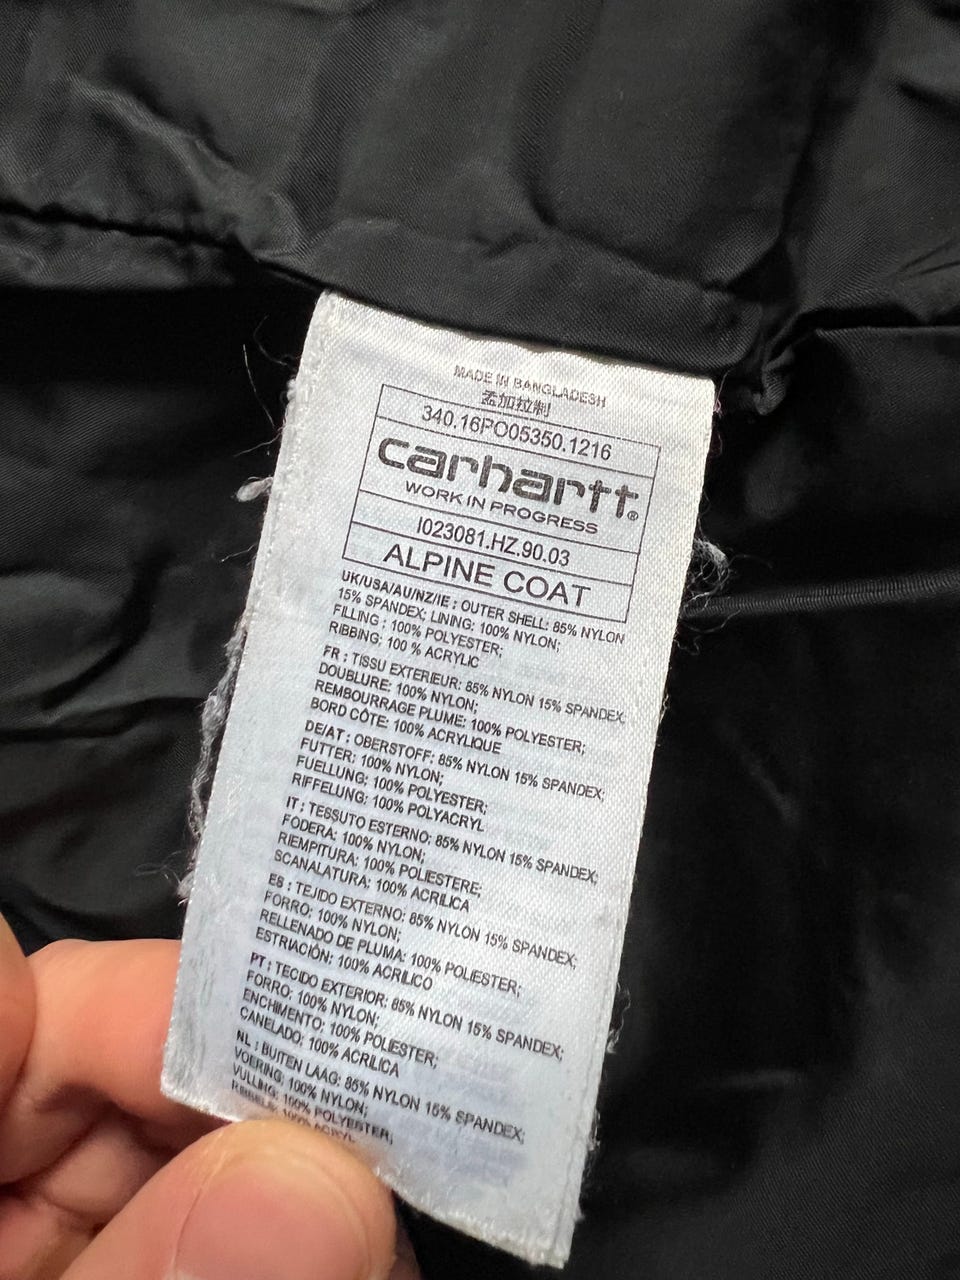 MADE IN BANGLADESH
孟加拉制
340.16PO05350.1216
carhartt®
WORK IN PROGRESS
I023081.HZ.90.03
ALPINE COAT
UK/USA/AU/NZ/IE : OUTER SHELL: 85% NYLON
15% SPANDEX; LINING: 100% NYLON;
FILLING : 100% POLYESTER;
RIBBING: 100 % ACRYLIC
FR : TISSU EXTERIEUR: 85% NYLON 15% SPANDEX;
DOUBLURE: 100% NYLON;
REMBOURRAGE PLUME: 100% POLYESTER;
BORD CÔTE: 100% ACRYLIQUE
DE/AT : OBERSTOFF: 85% NYLON 15% SPANDEX;
FUTTER: 100% NYLON;
FUELLUNG: 100% POLYESTER;
RIFFELUNG: 100% POLYACRYL
IT : TESSUTO ESTERNO: 85% NYLON 15% SPANDEX;
FODERA: 100% NYLON;
RIEMPITURA: 100% POLIESTERE;
SCANALATURA: 100% ACRILICA
ES : TEJIDO EXTERNO: 85% NYLON 15% SPANDEX;
FORRO: 100% NYLON;
RELLENADO DE PLUMA: 100% POLIESTER;
ESTRIACIÓN: 100% ACRILICO
PT : TECIDO EXTERIOR: 85% NYLON 15% SPANDEX;
FORRO: 100% NYLON;
ENCHIMENTO: 100% POLIESTER;
CANELADO: 100% ACRILICA
NL : BUITEN LAAG: 85% NYLON 15% SPANDEX;
VOERING: 100% NYLON;
VULLING: 100% POLYESTER;
RIBBELS: 100% ACRYL